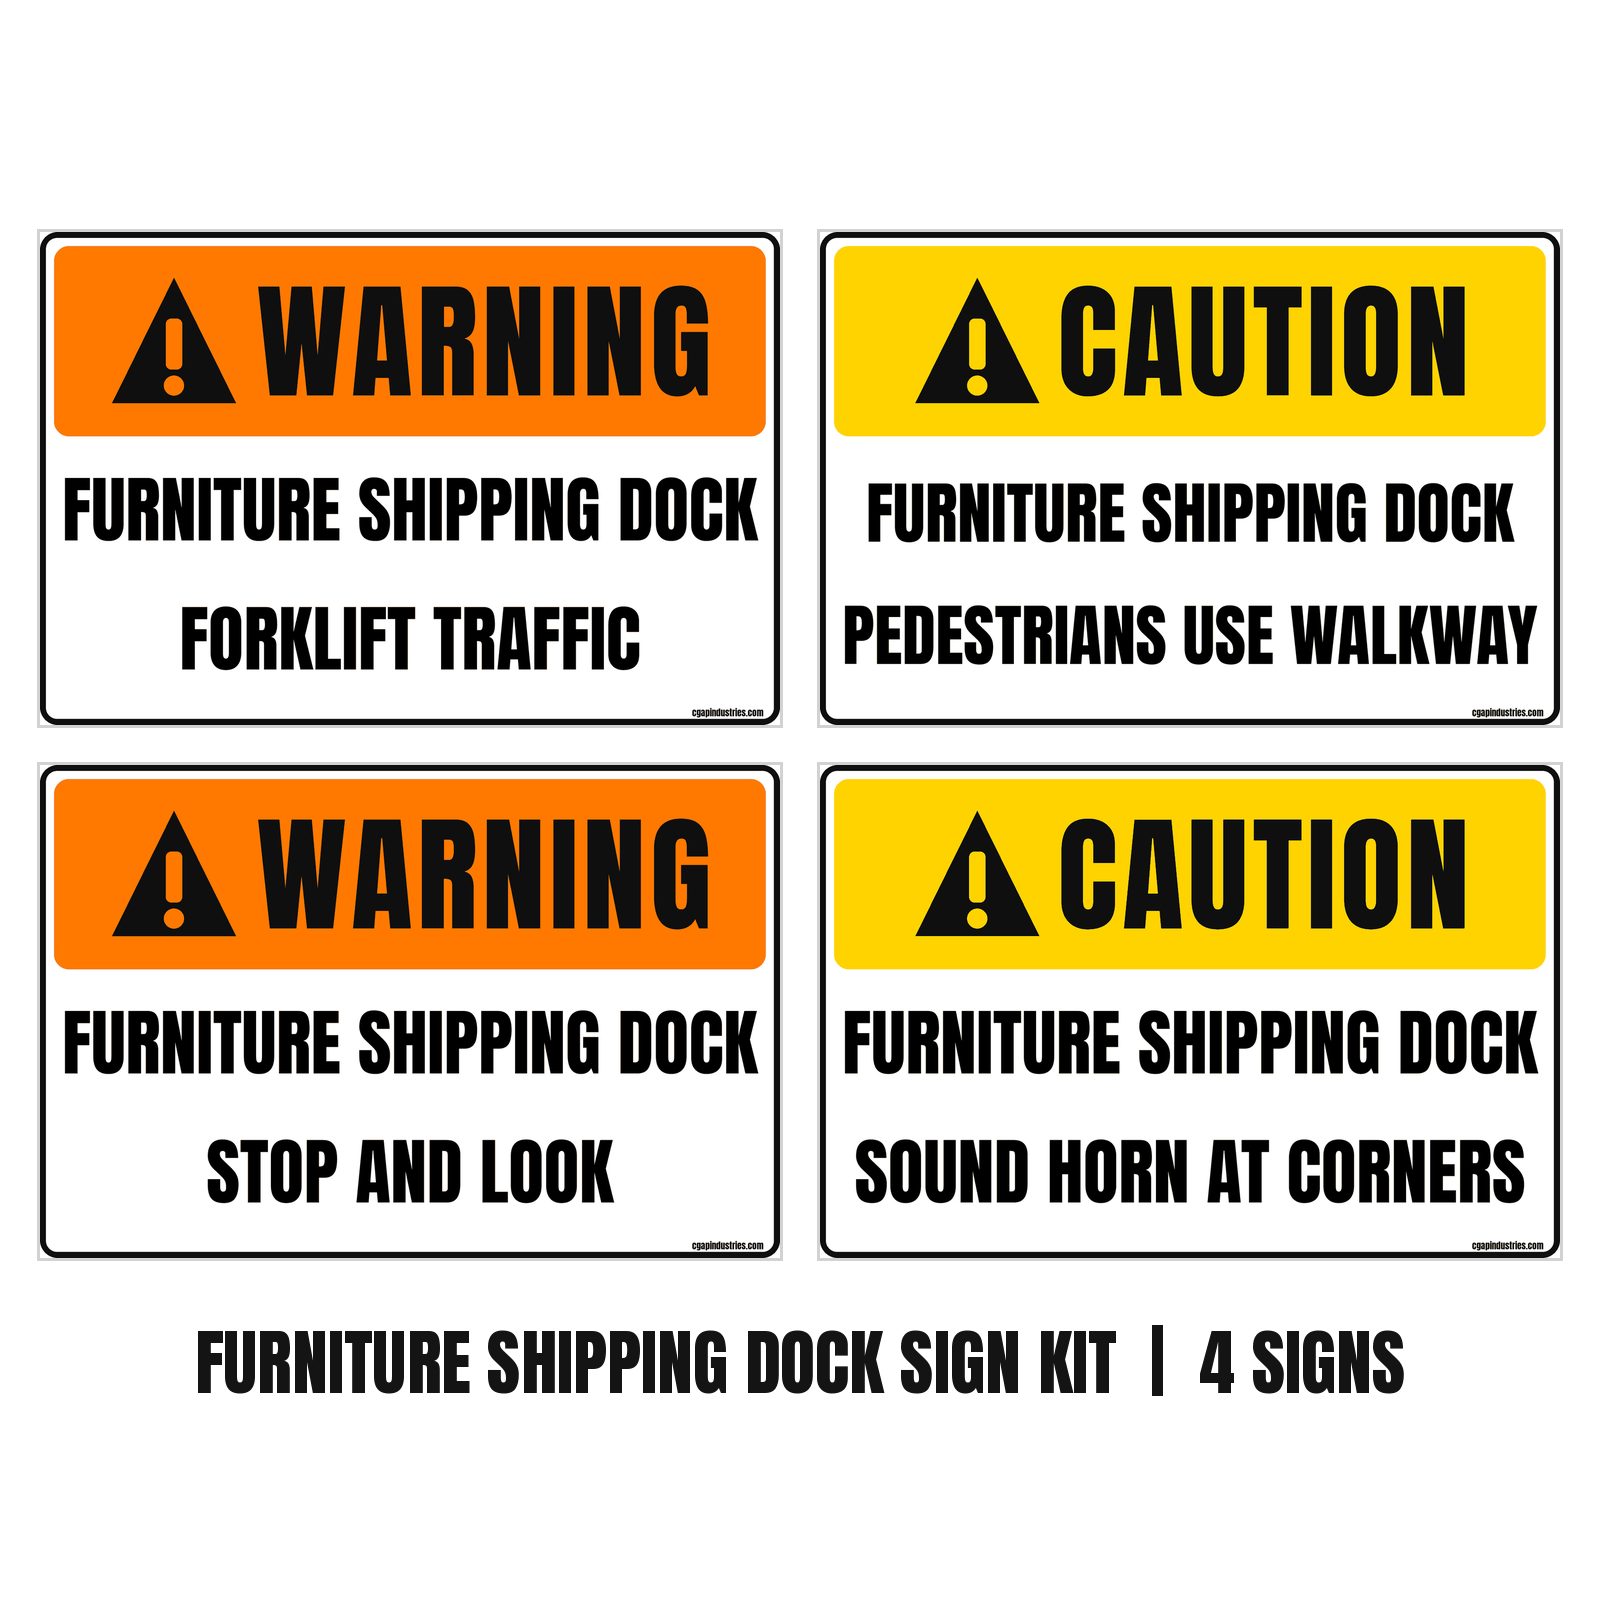 WARNING
FURNITURE SHIPPING DOCK
FORKLIFT TRAFFIC
cgapindustries.com
CAUTION
FURNITURE SHIPPING DOCK
PEDESTRIANS USE WALKWAY
cgapindustries.com
WARNING
FURNITURE SHIPPING DOCK
STOP AND LOOK
cgapindustries.com
CAUTION
FURNITURE SHIPPING DOCK
SOUND HORN AT CORNERS
cgapindustries.com
FURNITURE SHIPPING DOCK SIGN KIT | 4 SIGNS